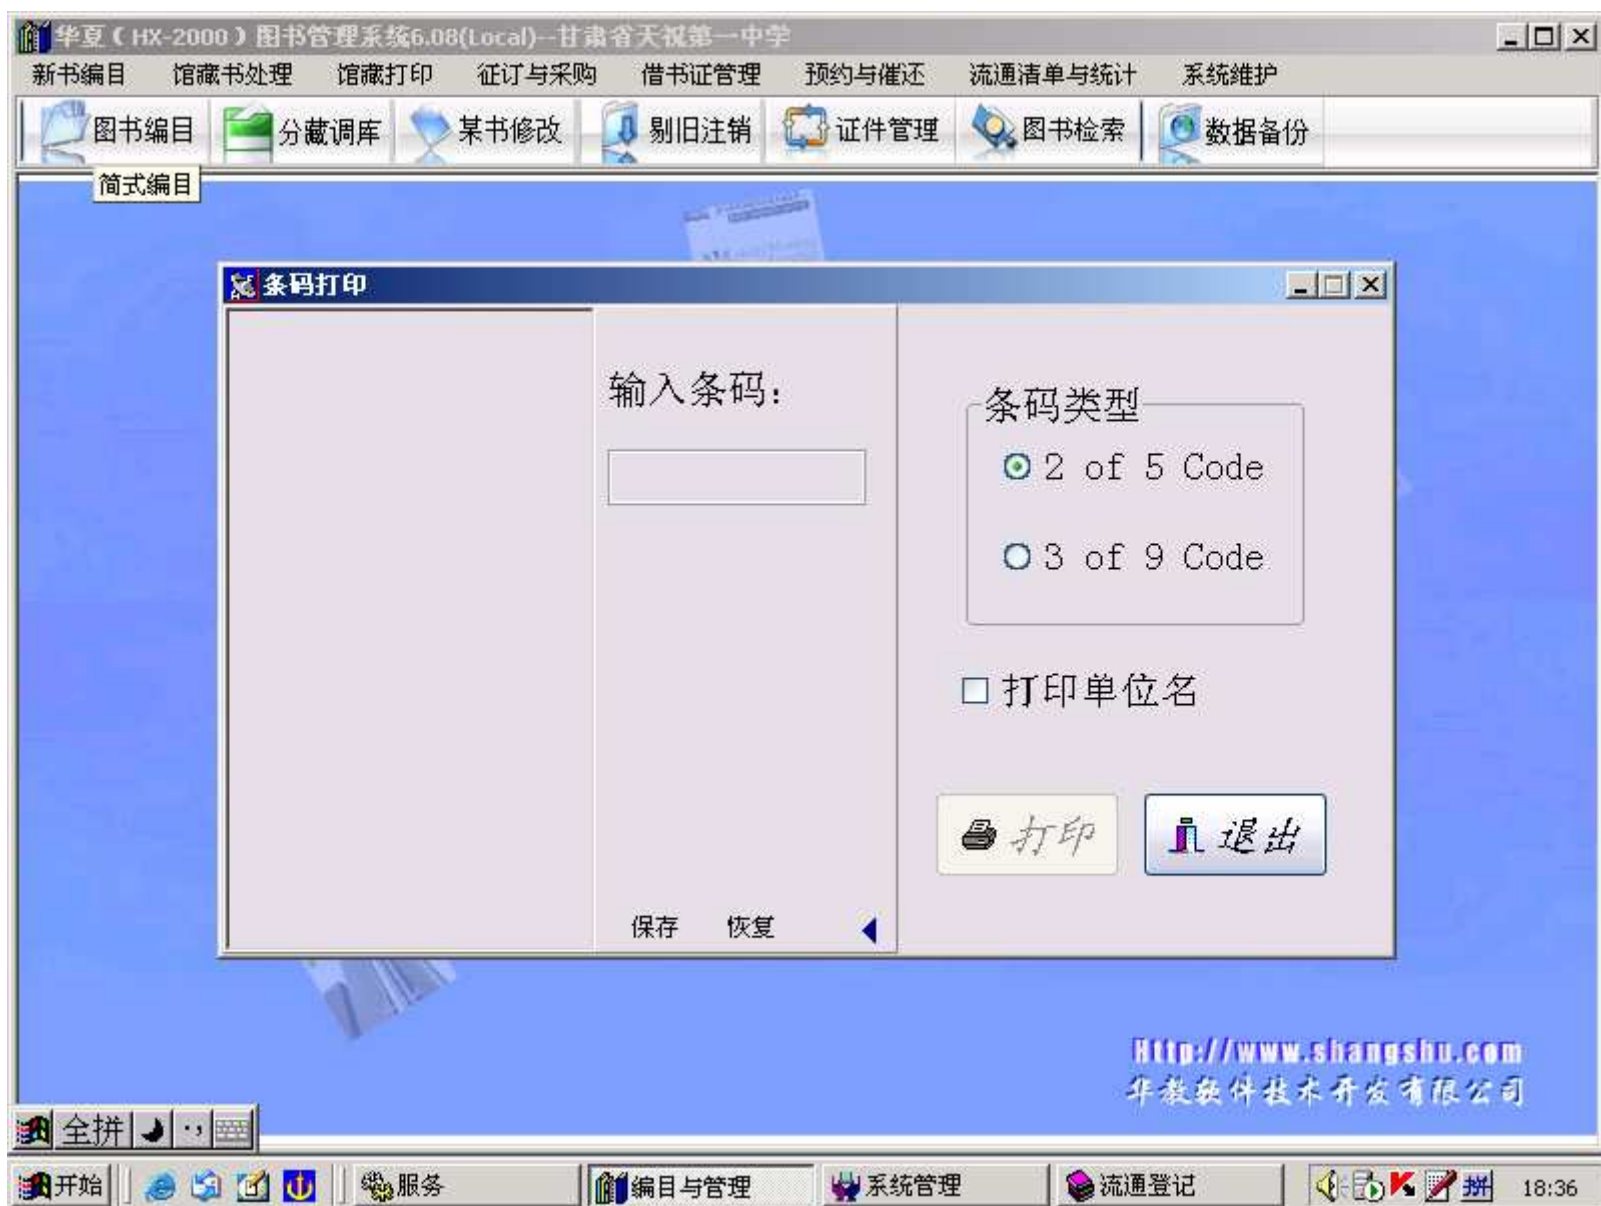 华夏(HX-2000)图书管理系统6.08(Local)--甘肃省天祝第一中学
新书编目 馆藏书处理 馆藏打印 征订与采购 借书证管理 预约与催还 流通清单与统计 系统维护
图书编目 分藏调库 某书修改 剔旧注销 证件管理 图书检索 数据备份
简式编目
条码打印
输入条码:
条码类型
2 of 5 Code
3 of 9 Code
打印单位名
打印 退出
保存 恢复
Http://www.shangshu.com
华教软件技术开发有限公司
全拼
开始 服务 编目与管理 系统管理 流通登记 拼 18:36